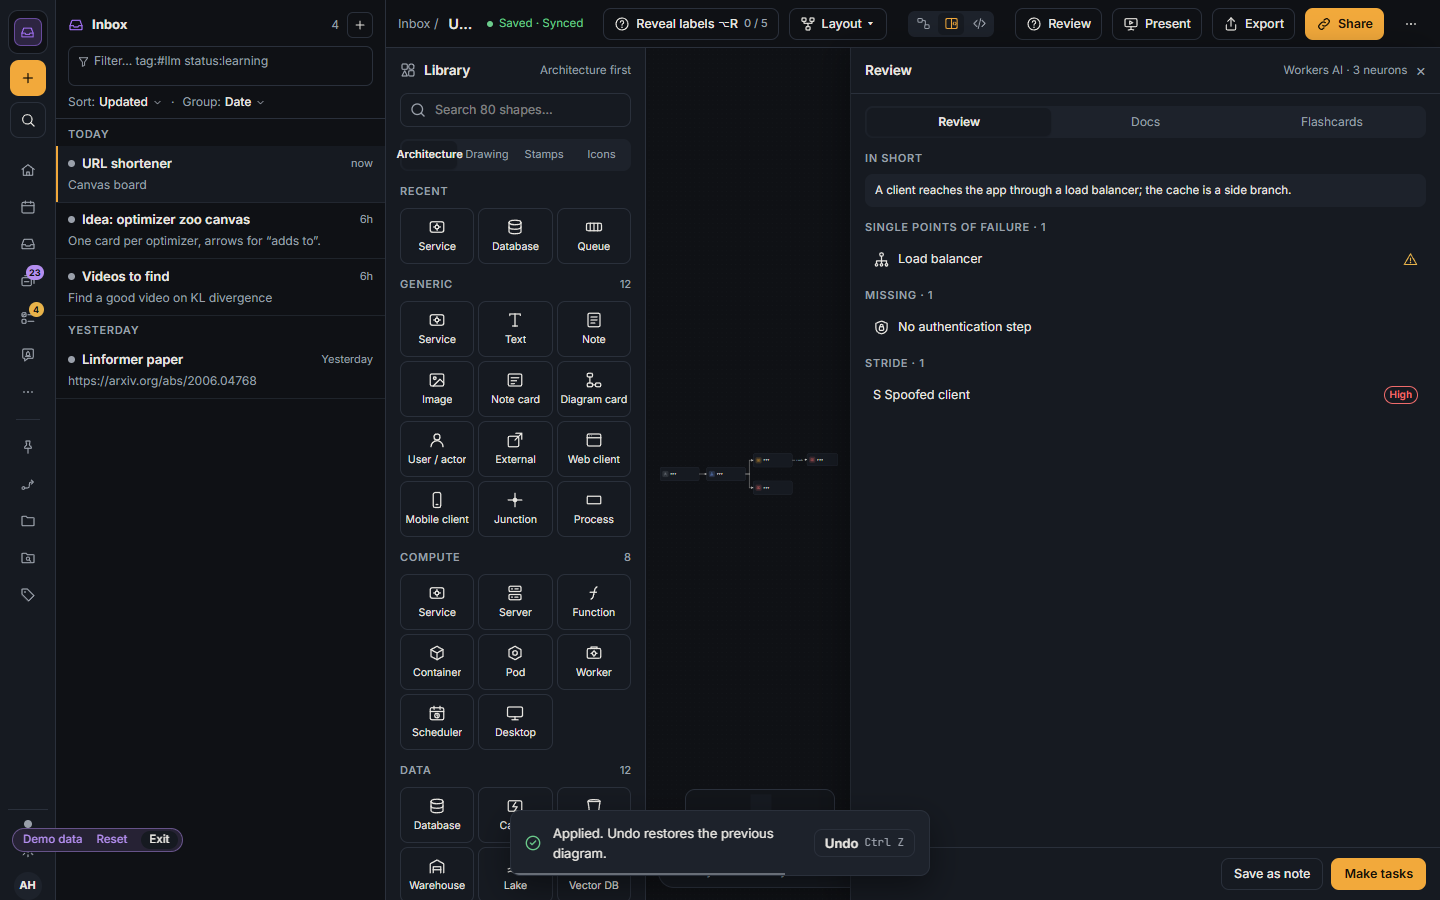 Inbox
4
Filter... tag:#llm status:learning
Sort: Updated · Group: Date
TODAY
URL shortener now
Canvas board
Idea: optimizer zoo canvas 6h
One card per optimizer, arrows for “adds to”.
Videos to find 6h
Find a good video on KL divergence
YESTERDAY
Linformer paper Yesterday
https://arxiv.org/abs/2006.04768
23
4
Demo data Reset Exit
AH
Inbox / U... Saved · Synced
Reveal labels ⌥R 0 / 5
Layout
Review
Present
Export
Share
Library Architecture first
Search 80 shapes...
Architecture Drawing Stamps Icons
RECENT
Service Database Queue
GENERIC 12
Service Text Note
Image Note card Diagram card
User / actor External Web client
Mobile client Junction Process
COMPUTE 8
Service Server Function
Container Pod Worker
Scheduler Desktop
DATA 12
Database
Warehouse Lake Vector DB
Review Workers AI · 3 neurons
Review Docs Flashcards
IN SHORT
A client reaches the app through a load balancer; the cache is a side branch.
SINGLE POINTS OF FAILURE · 1
Load balancer
MISSING · 1
No authentication step
STRIDE · 1
S Spoofed client High
Applied. Undo restores the previous
diagram.
Undo Ctrl Z
Save as note Make tasks